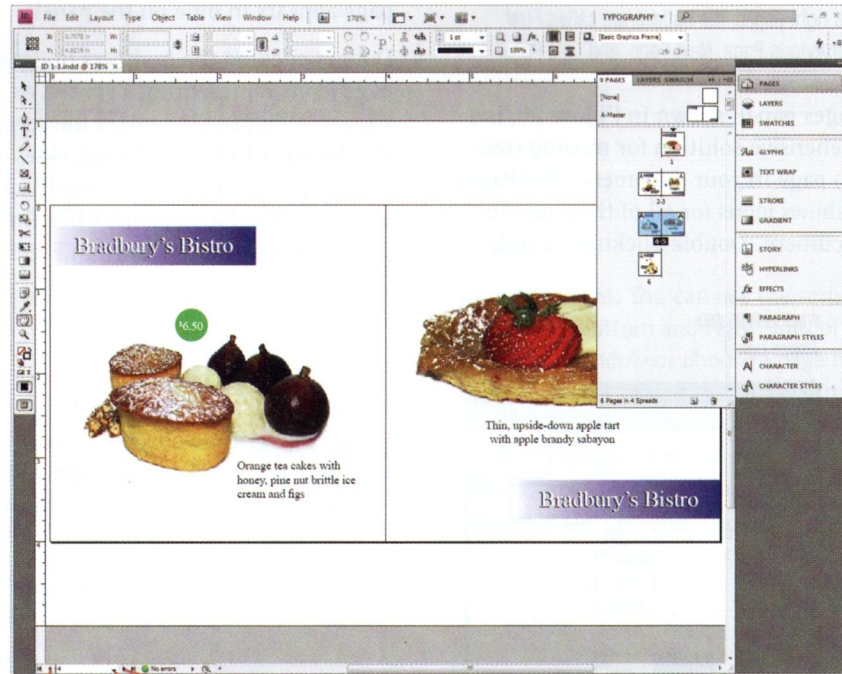 File Edit Layout Type Object Table View Window Help Br 178% TYPOGRAPHY
X: W: 1 pt [Basic Graphics Frame]
Y: H: 100%
ID 1-1.indd @ 178%
PAGES LAYERS SWATCH
[None]
A-Master
1
2-3
4-5
6
6 Pages in 4 Spreads
PAGES
LAYERS
SWATCHES
GLYPHS
TEXT WRAP
STROKE
GRADIENT
STORY
HYPERLINKS
EFFECTS
PARAGRAPH
PARAGRAPH STYLES
CHARACTER
CHARACTER STYLES
Bradbury's Bistro
$6.50
Orange tea cakes with
honey, pine nut brittle ice
cream and figs
Thin, upside-down apple tart
with apple brandy sabayon
Bradbury's Bistro
4 No errors